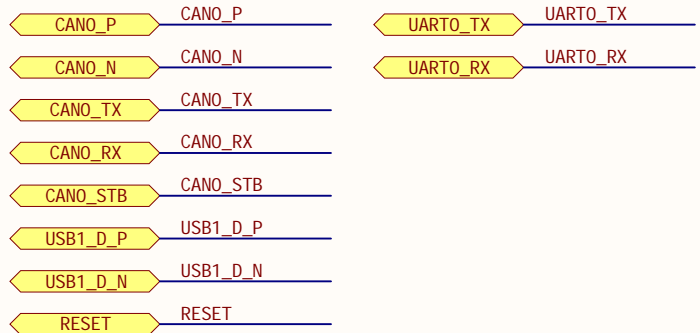 CAN0_P CAN0_P
CAN0_N CAN0_N
CAN0_TX CAN0_TX
CAN0_RX CAN0_RX
CAN0_STB CAN0_STB
USB1_D_P USB1_D_P
USB1_D_N USB1_D_N
RESET RESET
UART0_TX UART0_TX
UART0_RX UART0_RX